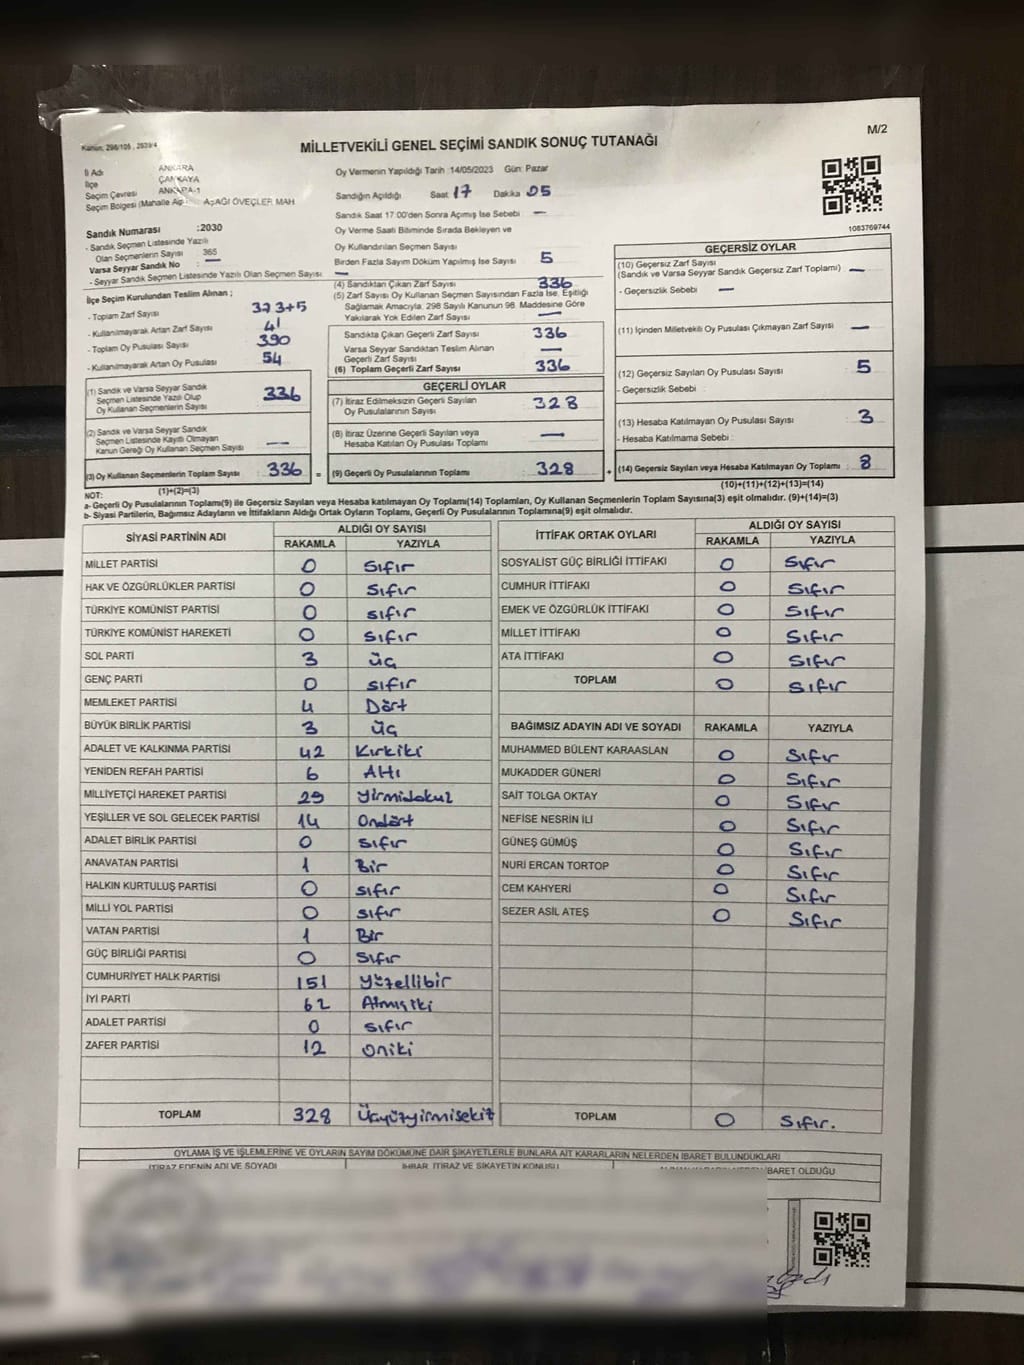 Kanun: 298/105, 2839/4
MİLLETVEKİLİ GENEL SEÇİMİ SANDIK SONUÇ TUTANAĞI
M/2
İl Adı ANKARA
İlçe ÇANKAYA
Seçim Çevresi ANKARA-1
Seçim Bölgesi (Mahalle AŞAĞI ÖVEÇLER MAH
Sandık Numarası :2030
- Sandık Seçmen Listesinde Yazılı
Olan Seçmenlerin Sayısı 365
Varsa Seyyar Sandık No —
- Seyyar Sandık Seçmen Listesinde Yazılı Olan Seçmen Sayısı —
İlçe Seçim Kurulundan Teslim Alınan ;
- Toplam Zarf Sayısı 323+5
- Kullanılmayarak Artan Zarf Sayısı 41
- Toplam Oy Pusulası Sayısı 390
- Kullanılmayarak Artan Oy Pusulası 54
(1) Sandık ve Varsa Seyyar Sandık
Seçmen Listesinde Yazılı Olup
Oy Kullanan Seçmenlerin Sayısı 336
(2) Sandık ve Varsa Seyyar Sandık
Seçmen Listesinde Kayıtlı Olmayan
Kanun Gereği Oy Kullanan Seçmen Sayısı —
(3) Oy Kullanan Seçmenlerin Toplam Sayısı 336 =
(1)+(2)=(3)
Oy Vermenin Yapıldığı Tarih :14/05/2023 Gün: Pazar
Sandığın Açıldığı Saat 17 Dakika 05
Sandık Saat 17:00'den Sonra Açımış İse Sebebi —
Oy Verme Saati Bitiminde Sırada Bekleyen ve
Oy Kullandırılan Seçmen Sayısı
Birden Fazla Sayım Döküm Yapılmış İse Sayısı 5
(4) Sandıktan Çıkan Zarf Sayısı 336
(5) Zarf Sayısı Oy Kullanan Seçmen Sayısından Fazla İse, Eşitliği
Sağlamak Amacıyla, 298 Sayılı Kanunun 98. Maddesine Göre
Yakılarak Yok Edilen Zarf Sayısı —
Sandıkta Çıkan Geçerli Zarf Sayısı 336
Varsa Seyyar Sandıktan Teslim Alınan
Geçerli Zarf Sayısı —
(6) Toplam Geçerli Zarf Sayısı 336
GEÇERLİ OYLAR
(7) İtiraz Edilmeksizin Geçerli Sayılan
Oy Pusulalarının Sayısı 328
(8) İtiraz Üzerine Geçerli Sayılan veya
Hesaba Katılan Oy Pusulası Toplamı —
(9) Geçerli Oy Pusulalarının Toplamı 328 +
1083769744
GEÇERSİZ OYLAR
(10) Geçersiz Zarf Sayısı
(Sandık ve Varsa Seyyar Sandık Geçersiz Zarf Toplamı) —
- Geçersizlik Sebebi —
(11) İçinden Milletvekili Oy Pusulası Çıkmayan Zarf Sayısı —
(12) Geçersiz Sayılan Oy Pusulası Sayısı 5
- Geçersizlik Sebebi :
(13) Hesaba Katılmayan Oy Pusulası Sayısı 3
- Hesaba Katılmama Sebebi :
(14) Geçersiz Sayılan veya Hesaba Katılmayan Oy Toplamı : 8
(10)+(11)+(12)+(13)=(14)
NOT:
a- Geçerli Oy Pusulalarının Toplamı(9) ile Geçersiz Sayılan veya Hesaba katılmayan Oy Toplamı(14) Toplamları, Oy Kullanan Seçmenlerin Toplam Sayısına(3) eşit olmalıdır. (9)+(14)=(3)
b- Siyasi Partilerin, Bağımsız Adayların ve İttifakların Aldığı Ortak Oyların Toplamı, Geçerli Oy Pusulalarının Toplamına(9) eşit olmalıdır.
SİYASİ PARTİNİN ADI ALDIĞI OY SAYISI
RAKAMLA YAZIYLA
MİLLET PARTİSİ 0 Sıfır
HAK VE ÖZGÜRLÜKLER PARTİSİ 0 Sıfır
TÜRKİYE KOMÜNİST PARTİSİ 0 sıfır
TÜRKİYE KOMÜNİST HAREKETİ 0 sıfır
SOL PARTİ 3 üç
GENÇ PARTİ 0 sıfır
MEMLEKET PARTİSİ 4 Dört
BÜYÜK BİRLİK PARTİSİ 3 üç
ADALET VE KALKINMA PARTİSİ 42 Kırkiki
YENİDEN REFAH PARTİSİ 6 Altı
MİLLİYETÇİ HAREKET PARTİSİ 29 yirmidokuz
YEŞİLLER VE SOL GELECEK PARTİSİ 14 Ondört
ADALET BİRLİK PARTİSİ 0 sıfır
ANAVATAN PARTİSİ 1 Bir
HALKIN KURTULUŞ PARTİSİ 0 sıfır
MİLLİ YOL PARTİSİ 0 sıfır
VATAN PARTİSİ 1 Bir
GÜÇ BİRLİĞİ PARTİSİ 0 Sıfır
CUMHURİYET HALK PARTİSİ 151 yüzellibir
İYİ PARTİ 62 Atmışiki
ADALET PARTİSİ 0 sıfır
ZAFER PARTİSİ 12 oniki
TOPLAM 328 Üçyüzyirmisekiz
İTTİFAK ORTAK OYLARI ALDIĞI OY SAYISI
RAKAMLA YAZIYLA
SOSYALİST GÜÇ BİRLİĞİ İTTİFAKI 0 Sıfır
CUMHUR İTTİFAKI 0 Sıfır
EMEK VE ÖZGÜRLÜK İTTİFAKI 0 Sıfır
MİLLET İTTİFAKI 0 Sıfır
ATA İTTİFAKI 0 Sıfır
TOPLAM 0 Sıfır
BAĞIMSIZ ADAYIN ADI VE SOYADI RAKAMLA YAZIYLA
MUHAMMED BÜLENT KARAASLAN 0 Sıfır
MUKADDER GÜNERİ 0 Sıfır
SAİT TOLGA OKTAY 0 Sıfır
NEFİSE NESRİN İLİ 0 Sıfır
GÜNEŞ GÜMÜŞ 0 Sıfır
NURİ ERCAN TORTOP 0 Sıfır
CEM KAHYERİ 0 Sıfır
SEZER ASİL ATEŞ 0 Sıfır
TOPLAM 0 Sıfır.
OYLAMA İŞ VE İŞLEMLERİNE VE OYLARIN SAYIM DÖKÜMÜNE DAİR ŞİKAYETLERLE BUNLARA AİT KARARLARIN NELERDEN İBARET BULUNDUKLARI
İTİRAZ EDENİN ADI VE SOYADI İHBAR, İTİRAZ VE ŞİKAYETİN KONUSU İBARET OLDUĞU